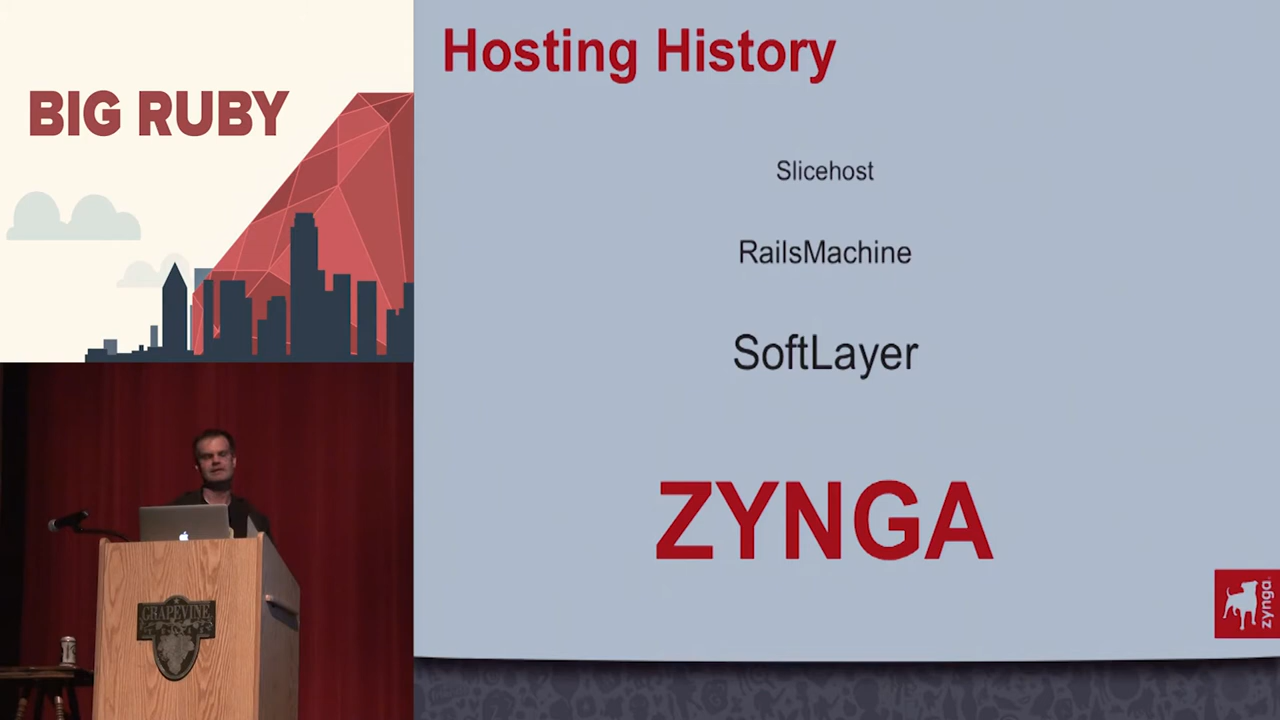 BIG RUBY
Hosting History
Slicehost
RailsMachine
SoftLayer
ZYNGA
zynga
GRAPEVINE